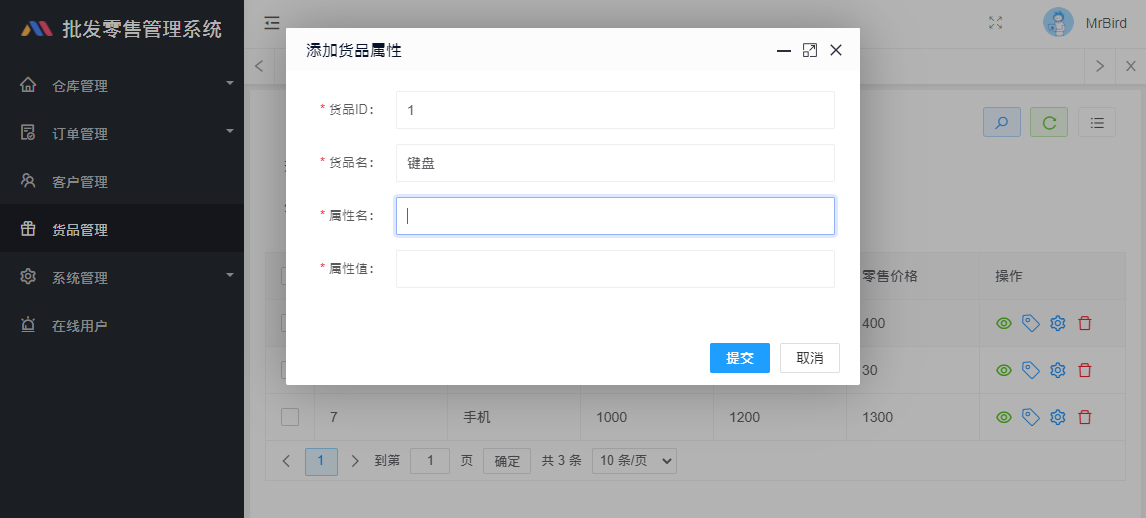 批发零售管理系统
MrBird
仓库管理
订单管理
客户管理
货品管理
系统管理
在线用户
添加货品属性
* 货品ID: 1
* 货品名: 键盘
* 属性名:
* 属性值:
提交 取消
零售价格 操作
400
30
7 手机 1000 1200 1300
1 到第 1 页 确定 共 3 条 10 条/页